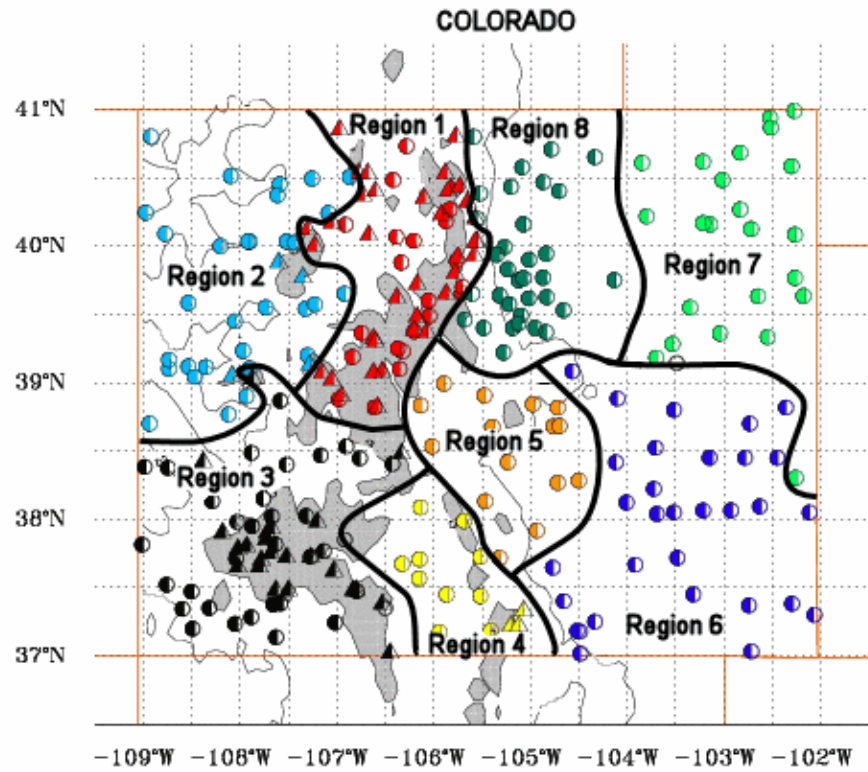 COLORADO
41°N
Region 1
Region 8
40°N
Region 2
Region 7
39°N
Region 5
Region 3
38°N
Region 4
Region 6
37°N
-109°W -108°W -107°W -106°W -105°W -104°W -103°W -102°W